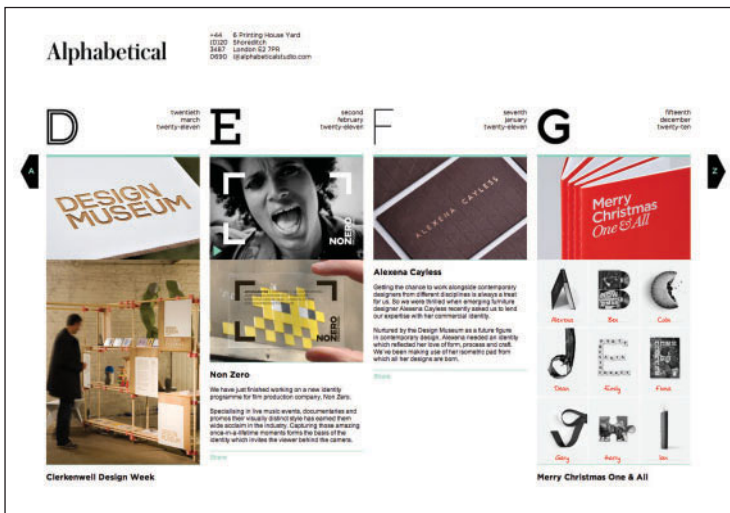 Alphabetical
+44 6 Printing House Yard
(0)20 Shoreditch
3487 London E2 7PR
0690 i@alphabeticalstudio.com
D
twentieth
march
twenty-eleven
E
second
february
twenty-eleven
F
seventh
january
twenty-eleven
G
fifteenth
december
twenty-ten
A
Z
DESIGN
MUSEUM
NON
ZERO
ALEXENA CAYLESS
Merry
Christmas
One & All
NON
ZERO
Clerkenwell Design Week
Non Zero
We have just finished working on a new identity
programme for film production company, Non Zero.
Specialising in live music events, documentaries and
promos their visually distinct style has earned them
wide acclaim in the industry. Capturing those amazing
once-in-a-lifetime moments forms the basis of the
identity which invites the viewer behind the camera.
Share
Alexena Cayless
Getting the chance to work alongside contemporary
designers from different disciplines is always a treat
for us. So we were thrilled when emerging furniture
designer Alexena Cayless recently asked us to lend
our expertise with her commercial identity.
Nurtured by the Design Museum as a future figure
in contemporary design, Alexena needed an identity
which reflected her love of form, process and craft.
We've been making use of her isometric pad from
which all her designs are born.
Share
Bex
Colin
Dean
Emily
Fiona
Gary
Harry
Ian
Merry Christmas One & All